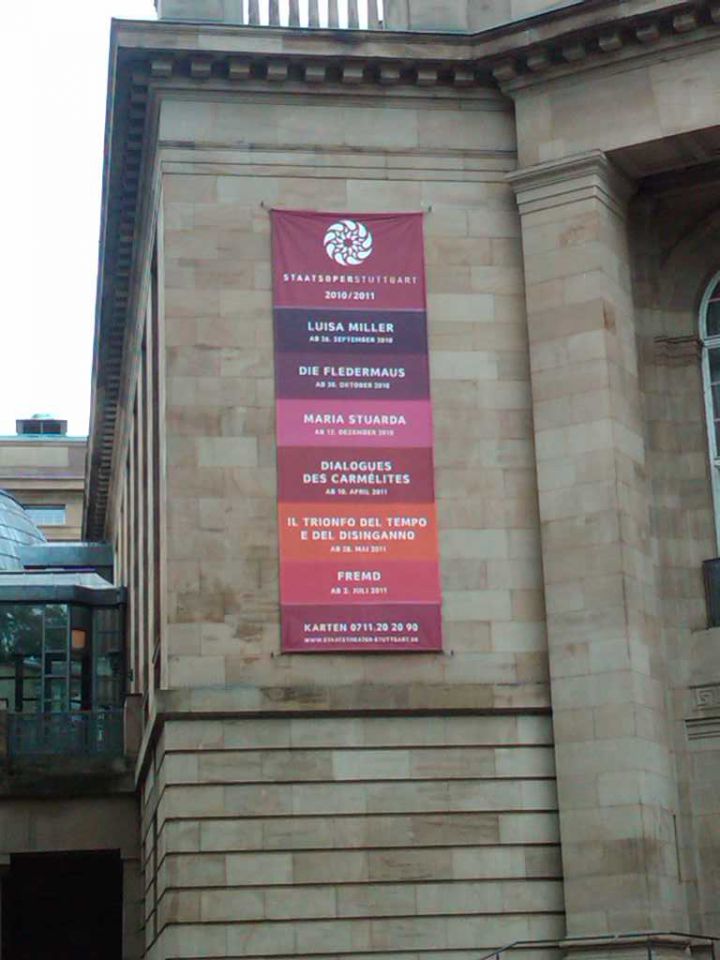 STAATSOPERSTUTTGART
2010/2011
LUISA MILLER
AB 26. SEPTEMBER 2010
DIE FLEDERMAUS
AB 30. OKTOBER 2010
MARIA STUARDA
AB 12. DEZEMBER 2010
DIALOGUES
DES CARMÉLITES
AB 10. APRIL 2011
IL TRIONFO DEL TEMPO
E DEL DISINGANNO
AB 28. MAI 2011
FREMD
AB 2. JULI 2011
KARTEN 0711.20 20 90
WWW.STAATSTHEATER-STUTTGART.DE